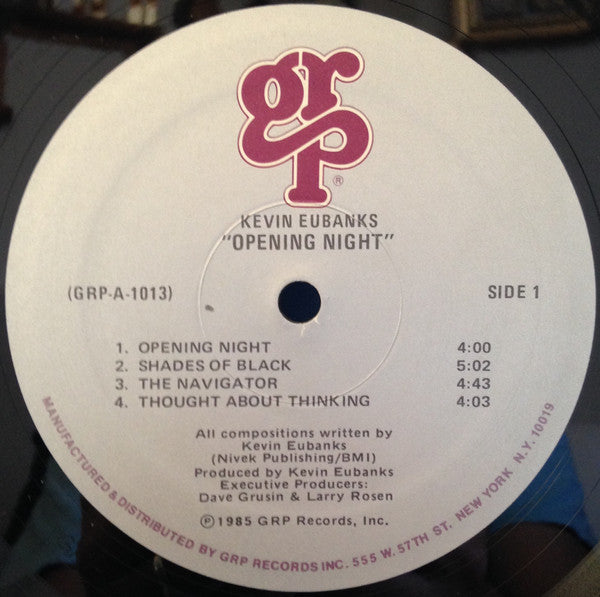 grp®
KEVIN EUBANKS
"OPENING NIGHT"
(GRP-A-1013)
SIDE 1
1. OPENING NIGHT 4:00
2. SHADES OF BLACK 5:02
3. THE NAVIGATOR 4:43
4. THOUGHT ABOUT THINKING 4:03
All compositions written by
Kevin Eubanks
(Nivek Publishing/BMI)
Produced by Kevin Eubanks
Executive Producers:
Dave Grusin & Larry Rosen
℗1985 GRP Records, Inc.
MANUFACTURED & DISTRIBUTED BY GRP RECORDS INC. 555 W. 57TH ST. NEW YORK N.Y. 10019